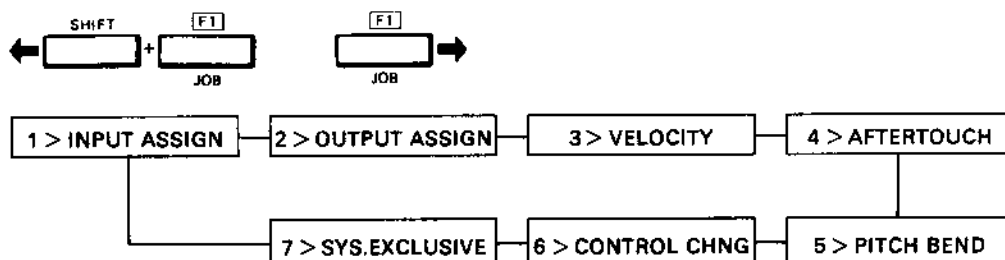 SHIFT F1 F1
+
JOB JOB
1 > INPUT ASSIGN 2 > OUTPUT ASSIGN 3 > VELOCITY 4 > AFTERTOUCH
7 > SYS.EXCLUSIVE 6 > CONTROL CHNG 5 > PITCH BEND